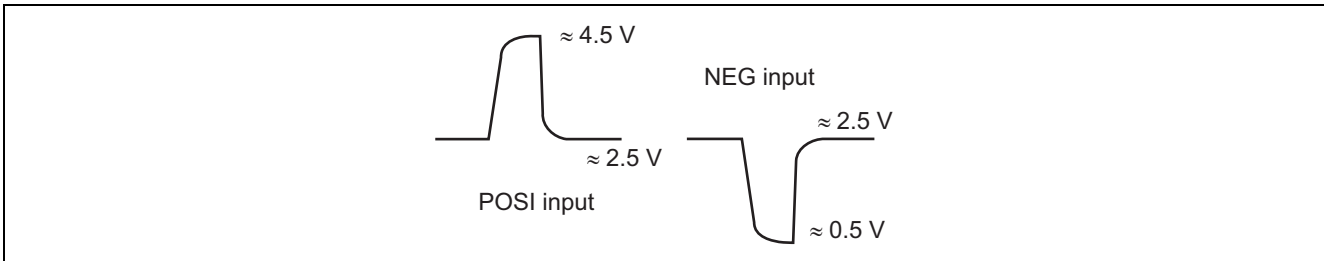 ≈ 4.5 V
NEG input
≈ 2.5 V
≈ 2.5 V
POSI input
≈ 0.5 V